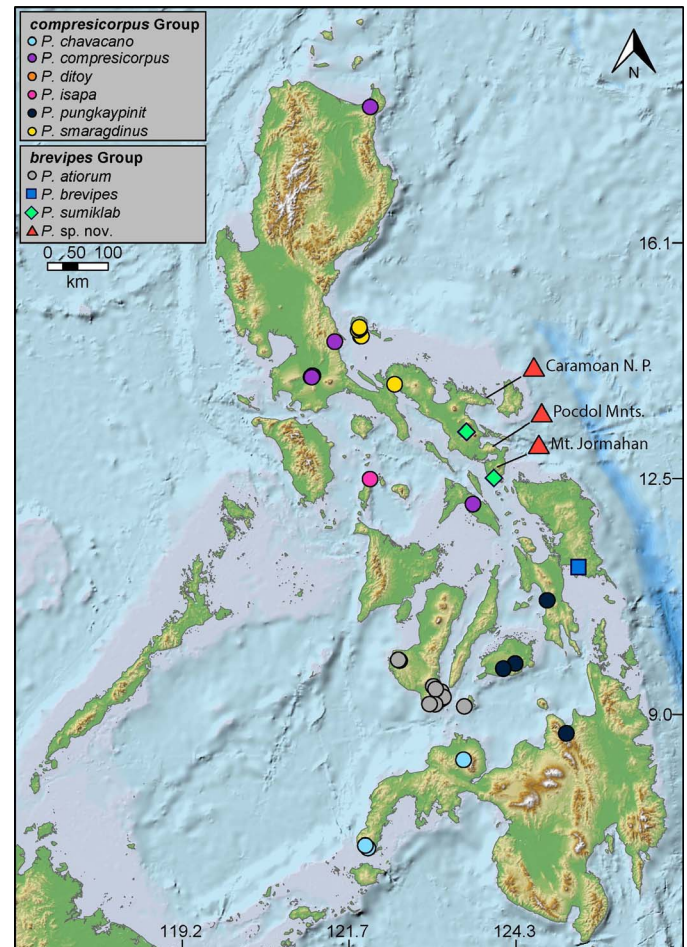 compresicorpus Group
P. chavacano
P. compresicorpus
P. ditoy
P. isapa
P. pungkaypinit
P. smaragdinus
brevipes Group
P. atiorum
P. brevipes
P. sumiklab
P. sp. nov.
0 50 100
km
N
16.1
Caramoan N. P.
Pocdol Mnts.
Mt. Jormahan
12.5
9.0
119.2
121.7
124.3